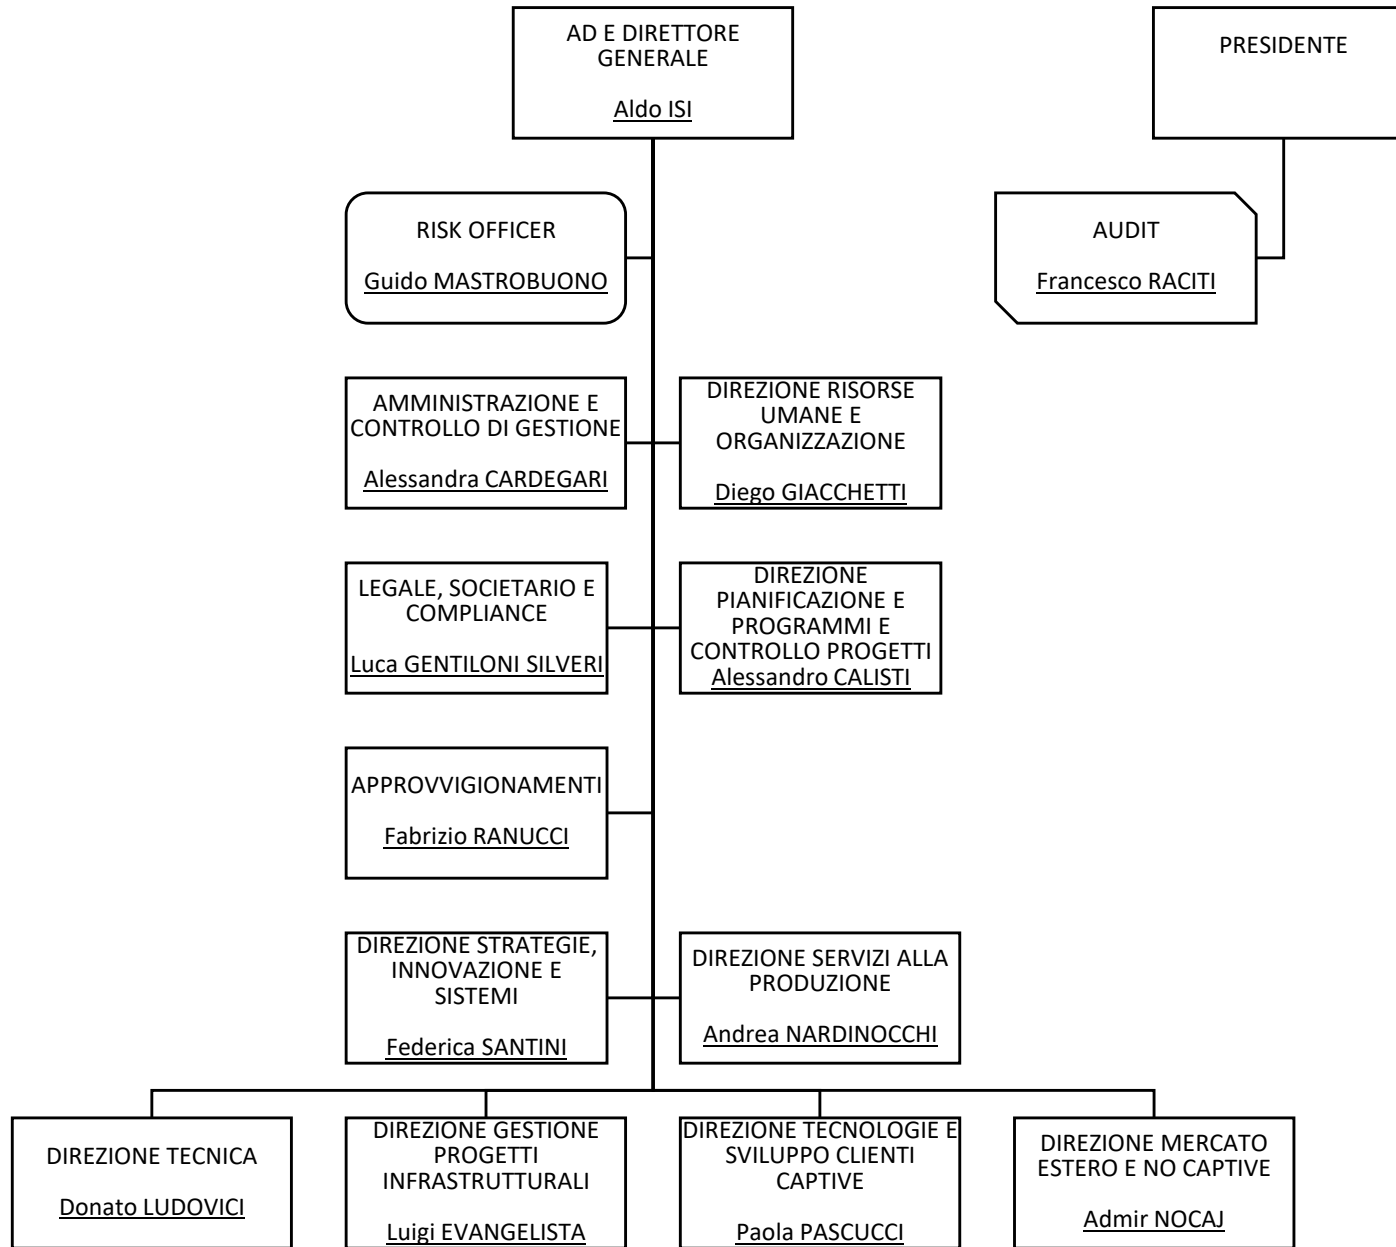 AD E DIRETTORE
GENERALE
Aldo ISI
PRESIDENTE
RISK OFFICER
Guido MASTROBUONO
AUDIT
Francesco RACITI
AMMINISTRAZIONE E
CONTROLLO DI GESTIONE
Alessandra CARDEGARI
DIREZIONE RISORSE
UMANE E
ORGANIZZAZIONE
Diego GIACCHETTI
LEGALE, SOCIETARIO E
COMPLIANCE
Luca GENTILONI SILVERI
DIREZIONE
PIANIFICAZIONE E
PROGRAMMI E
CONTROLLO PROGETTI
Alessandro CALISTI
APPROVVIGIONAMENTI
Fabrizio RANUCCI
DIREZIONE STRATEGIE,
INNOVAZIONE E
SISTEMI
Federica SANTINI
DIREZIONE SERVIZI ALLA
PRODUZIONE
Andrea NARDINOCCHI
DIREZIONE TECNICA
Donato LUDOVICI
DIREZIONE GESTIONE
PROGETTI
INFRASTRUTTURALI
Luigi EVANGELISTA
DIREZIONE TECNOLOGIE E
SVILUPPO CLIENTI
CAPTIVE
Paola PASCUCCI
DIREZIONE MERCATO
ESTERO E NO CAPTIVE
Admir NOCAJ